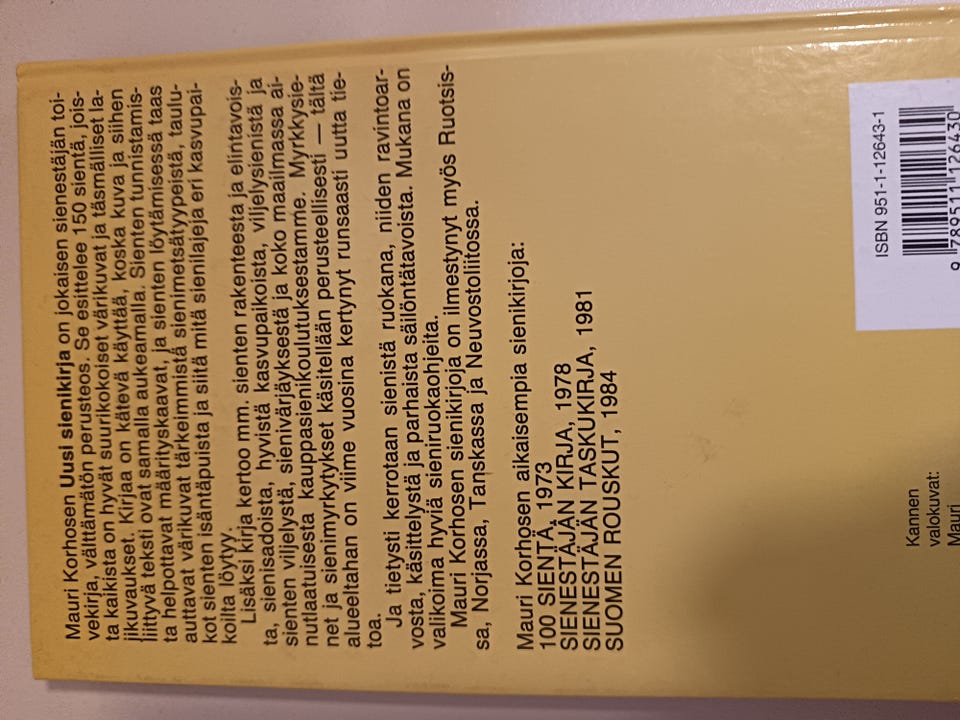 Mauri Korhosen Uusi sienikirja on jokaisen sienestäjän toi-
vekirja, välttämätön perusteos. Se esittelee 150 sientä, jois-
ta kaikista on hyvät suurikokoiset värikuvat ja täsmälliset la-
jikuvaukset. Kirjaa on kätevä käyttää, koska kuva ja siihen
liittyvä teksti ovat samalla aukeamalla. Sienten tunnistamis-
ta helpottavat määrityskaavat, ja sienten löytämisessä taas
auttavat värikuvat tärkeimmistä sienimetsätyypeistä, taulu-
kot sienten isäntäpuista ja siitä mitä sienilajeja eri kasvupai-
koilta löytyy.
Lisäksi kirja kertoo mm. sienten rakenteesta ja elintavois-
ta, sienisadoista, hyvistä kasvupaikoista, viljelysienistä ja
sienten viljelystä, sienivärjäyksestä ja koko maailmassa ai-
nutlaatuisesta kauppasienikoulutuksestamme. Myrkkysie-
net ja sienimyrkytykset käsitellään perusteellisesti — tältä
alueeltahan on viime vuosina kertynyt runsaasti uutta tie-
toa.
Ja tietysti kerrotaan sienistä ruokana, niiden ravintoar-
vosta, käsittelystä ja parhaista säilöntätavoista. Mukana on
valikoima hyviä sieniruokaohjeita.
Mauri Korhosen sienikirjoja on ilmestynyt myös Ruotsis-
sa, Norjassa, Tanskassa ja Neuvostoliitossa.
Mauri Korhosen aikaisempia sienikirjoja:
100 SIENTÄ, 1973
SIENESTÄJÄN KIRJA, 1978
SIENESTÄJÄN TASKUKIRJA, 1981
SUOMEN ROUSKUT, 1984
Kannen
valokuvat:
Mauri
ISBN 951-1-12643-1
9 789511 126430